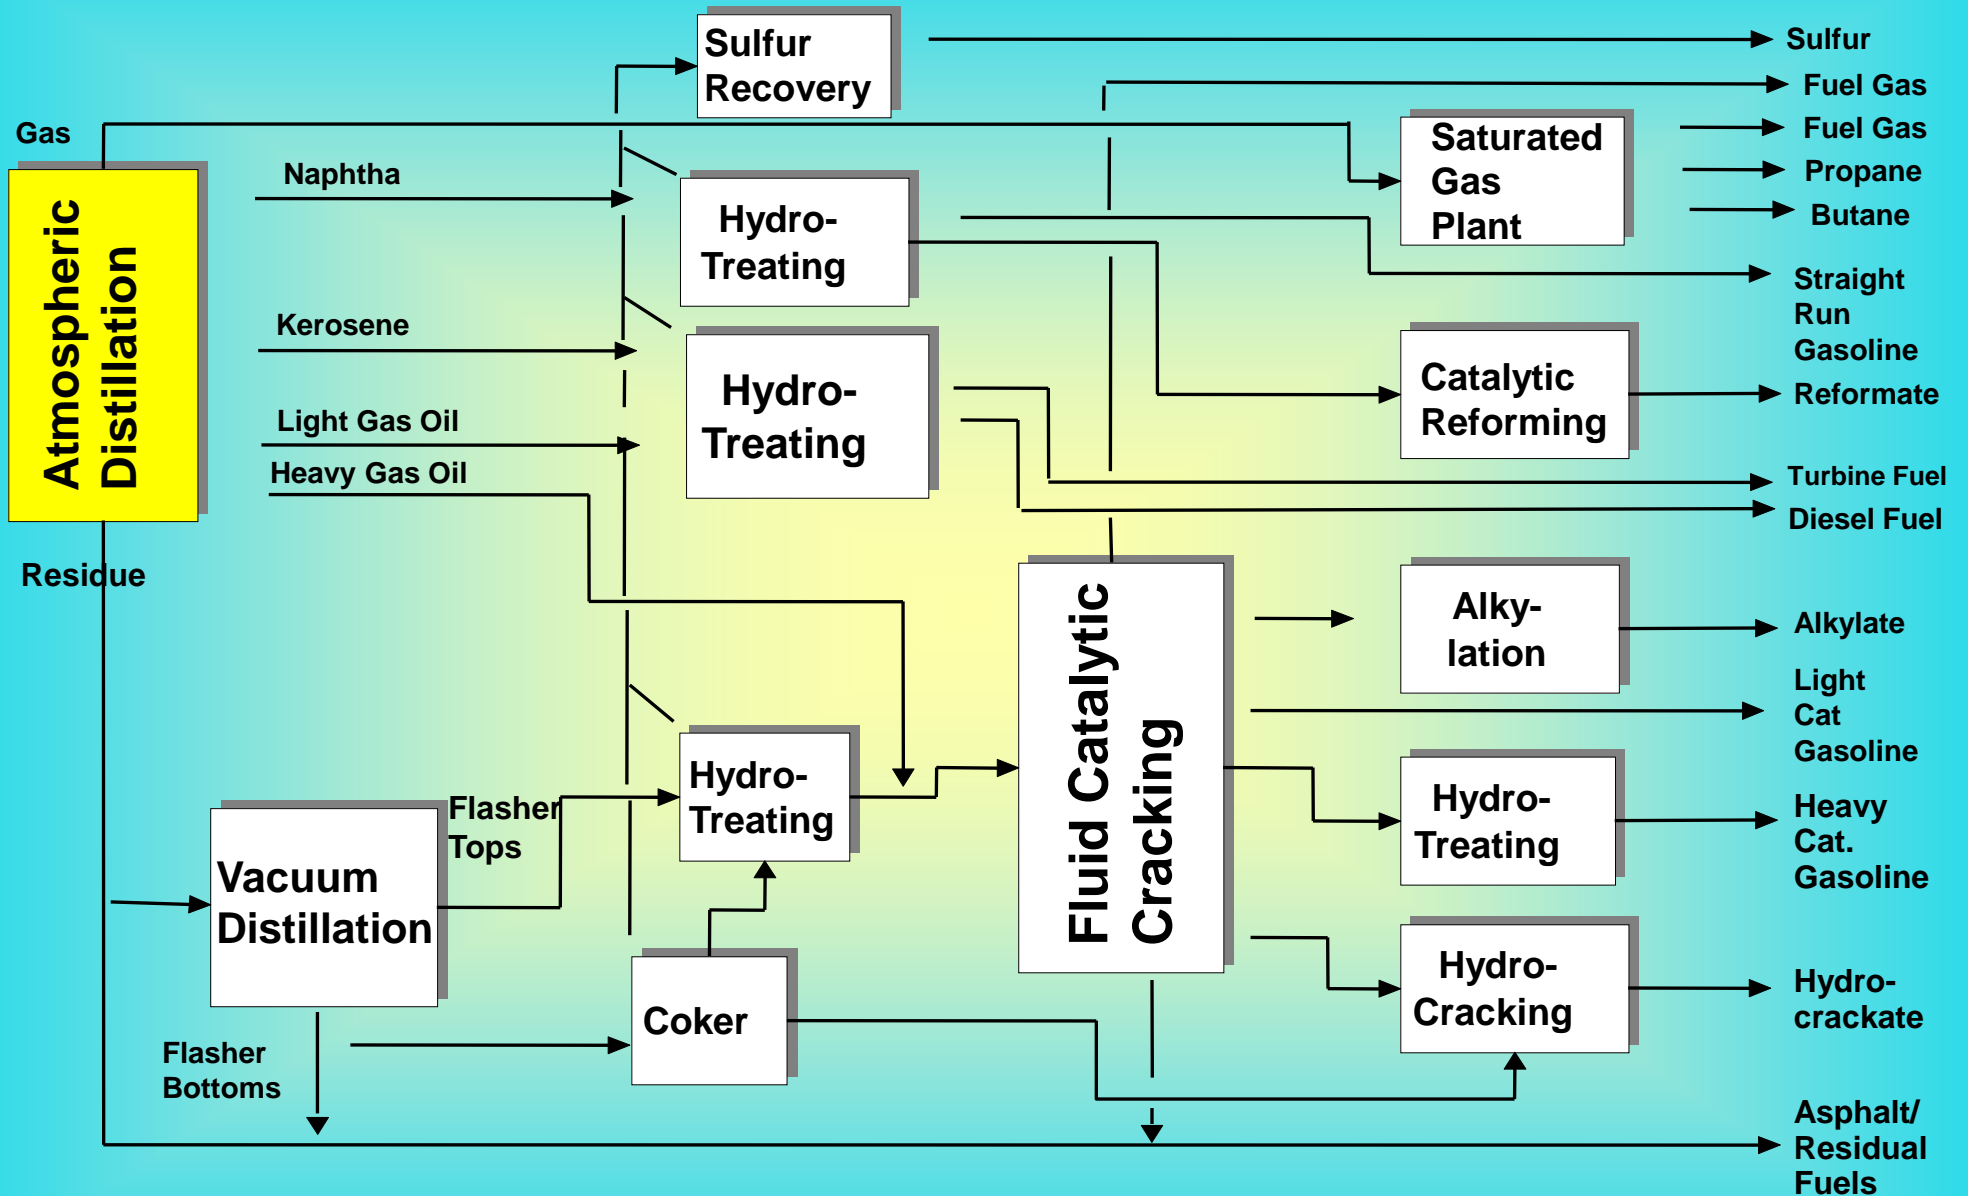 Sulfur
Recovery
Sulfur
Fuel Gas
Gas
Saturated
Gas
Plant
Fuel Gas
Propane
Butane
Naphtha
Atmospheric
Distillation
Hydro-
Treating
Straight
Run
Gasoline
Kerosene
Hydro-
Treating
Catalytic
Reforming
Reformate
Light Gas Oil
Heavy Gas Oil
Turbine Fuel
Diesel Fuel
Residue
Fluid Catalytic
Cracking
Alky-
lation
Alkylate
Light
Cat
Gasoline
Flasher
Tops
Hydro-
Treating
Hydro-
Treating
Heavy
Cat.
Gasoline
Vacuum
Distillation
Coker
Hydro-
Cracking
Hydro-
crackate
Flasher
Bottoms
Asphalt/
Residual
Fuels